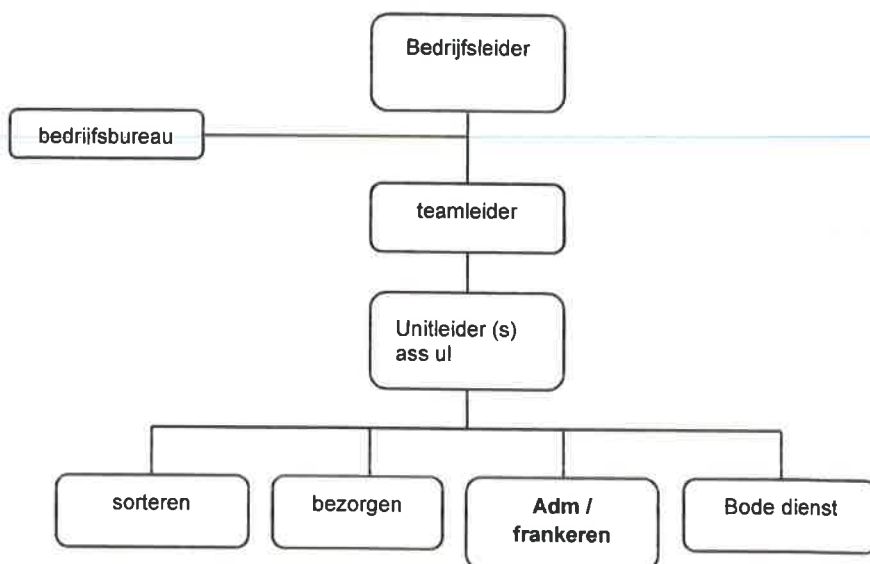 Bedrijfsleider
bedrijfsbureau
teamleider
Unitleider (s)
ass ul
sorteren
bezorgen
Adm /
frankeren
Bode dienst